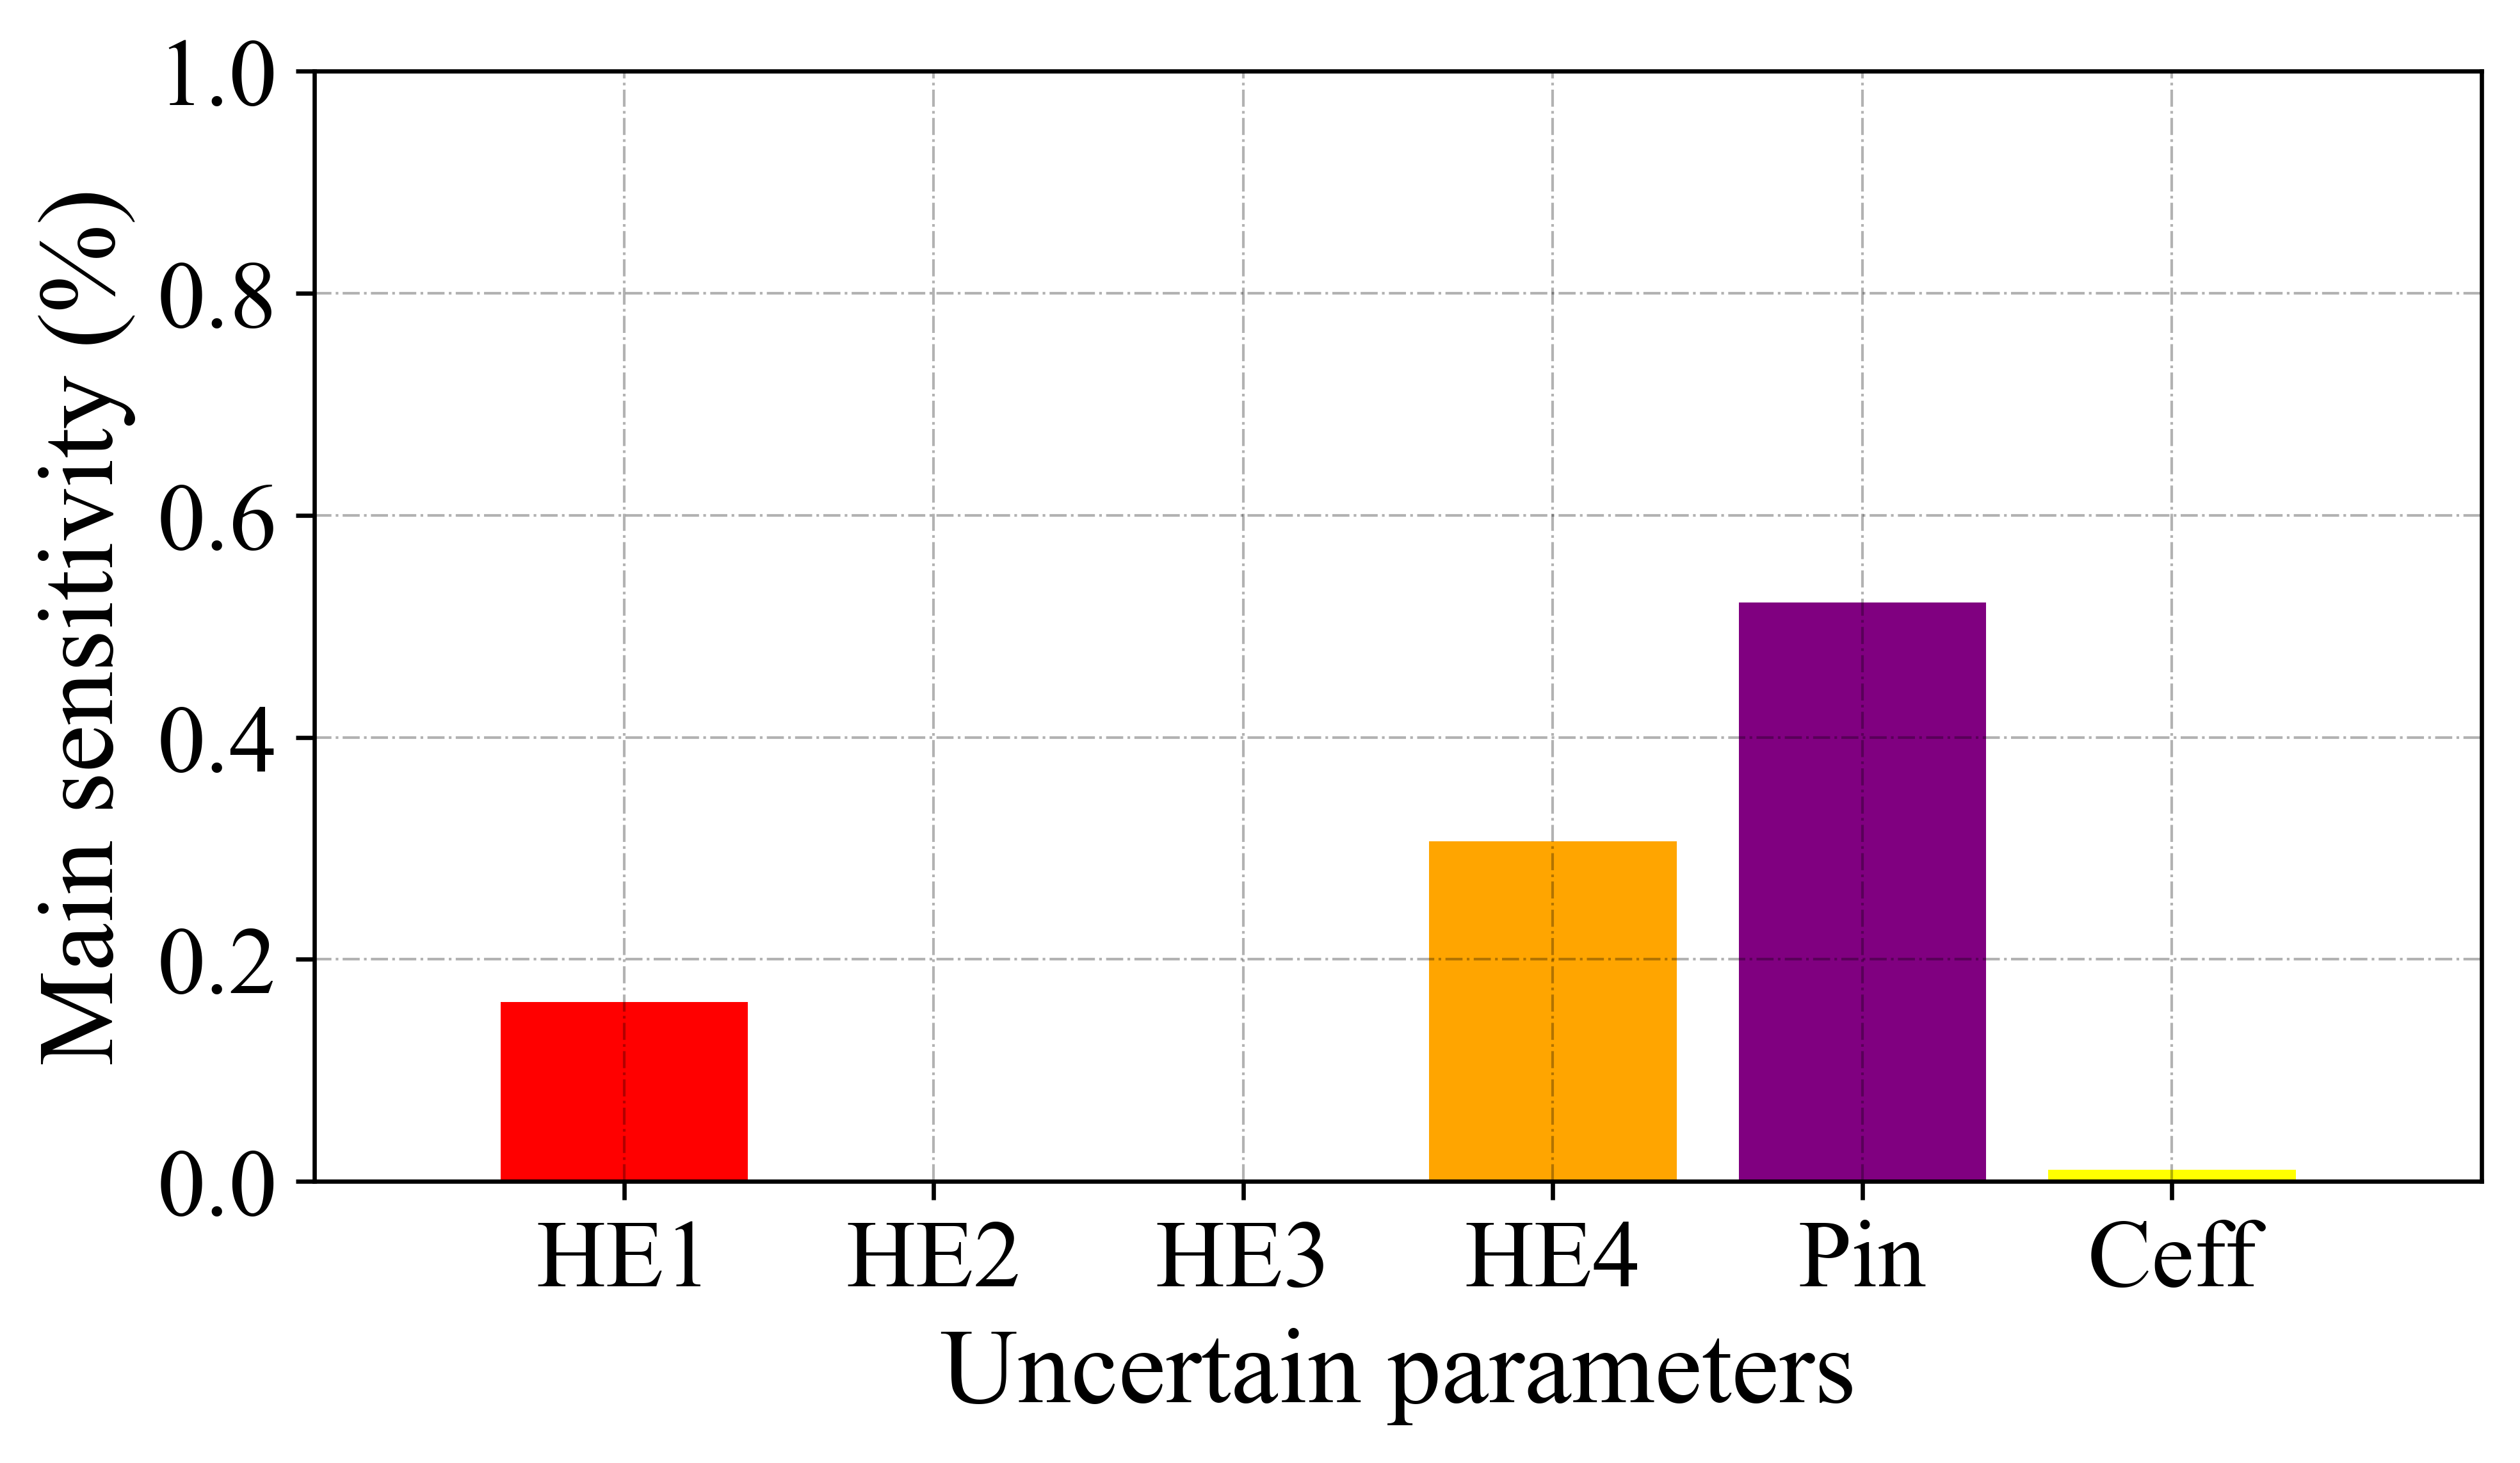 Main sensitivity (%)
1.0
0.8
0.6
0.4
0.2
0.0
HE1 HE2 HE3 HE4 Pin Ceff
Uncertain parameters